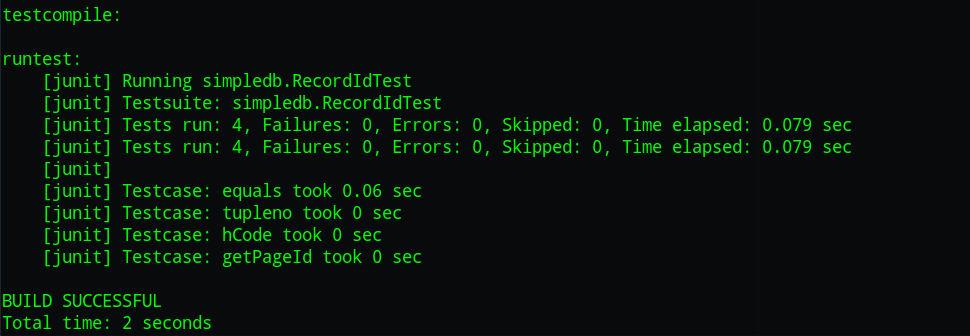 testcompile:
runtest:
[junit] Running simpledb.RecordIdTest
[junit] Testsuite: simpledb.RecordIdTest
[junit] Tests run: 4, Failures: 0, Errors: 0, Skipped: 0, Time elapsed: 0.079 sec
[junit] Tests run: 4, Failures: 0, Errors: 0, Skipped: 0, Time elapsed: 0.079 sec
[junit]
[junit] Testcase: equals took 0.06 sec
[junit] Testcase: tupleno took 0 sec
[junit] Testcase: hCode took 0 sec
[junit] Testcase: getPageId took 0 sec
BUILD SUCCESSFUL
Total time: 2 seconds